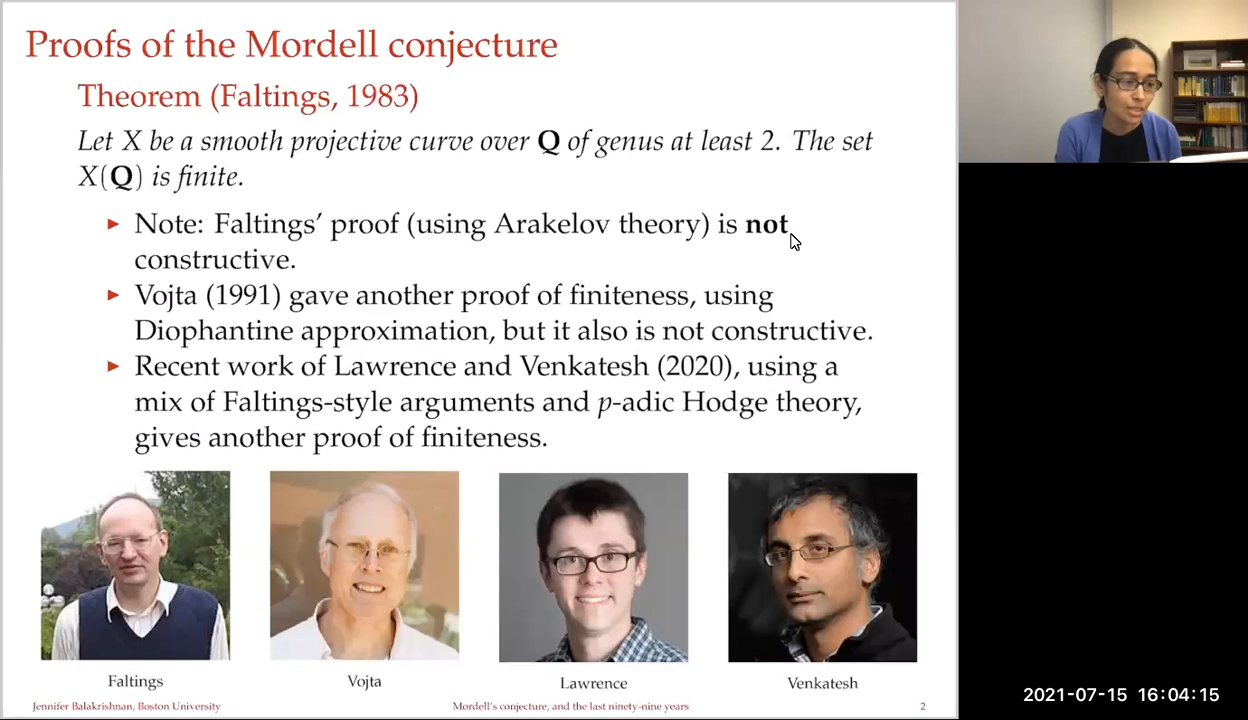 Proofs of the Mordell conjecture
Theorem (Faltings, 1983)
Let X be a smooth projective curve over Q of genus at least 2. The set
X(Q) is finite.
▸ Note: Faltings’ proof (using Arakelov theory) is not
constructive.
▸ Vojta (1991) gave another proof of finiteness, using
Diophantine approximation, but it also is not constructive.
▸ Recent work of Lawrence and Venkatesh (2020), using a
mix of Faltings-style arguments and p-adic Hodge theory,
gives another proof of finiteness.
Faltings
Vojta
Lawrence
Venkatesh
Jennifer Balakrishnan, Boston University
Mordell’s conjecture, and the last ninety-nine years
2
2021-07-15 16:04:15